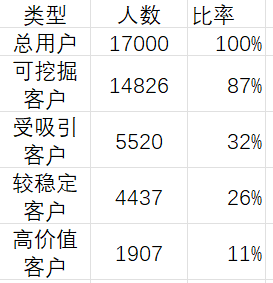 类型 人数 比率
总用户 17000 100%
可挖掘
客户 14826 87%
受吸引
客户 5520 32%
较稳定
客户 4437 26%
高价值
客户 1907 11%